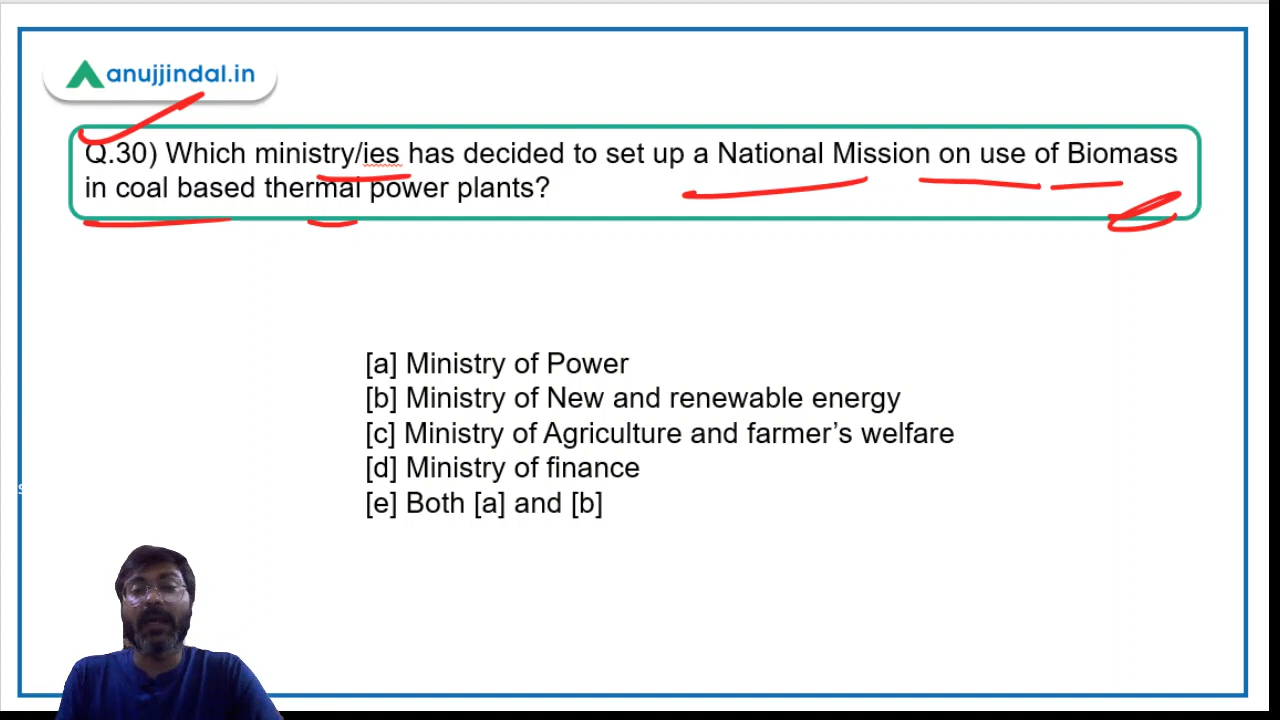 anujjindal.in
Q.30) Which ministry/ies has decided to set up a National Mission on use of Biomass
in coal based thermal power plants?
[a] Ministry of Power
[b] Ministry of New and renewable energy
[c] Ministry of Agriculture and farmer’s welfare
[d] Ministry of finance
[e] Both [a] and [b]